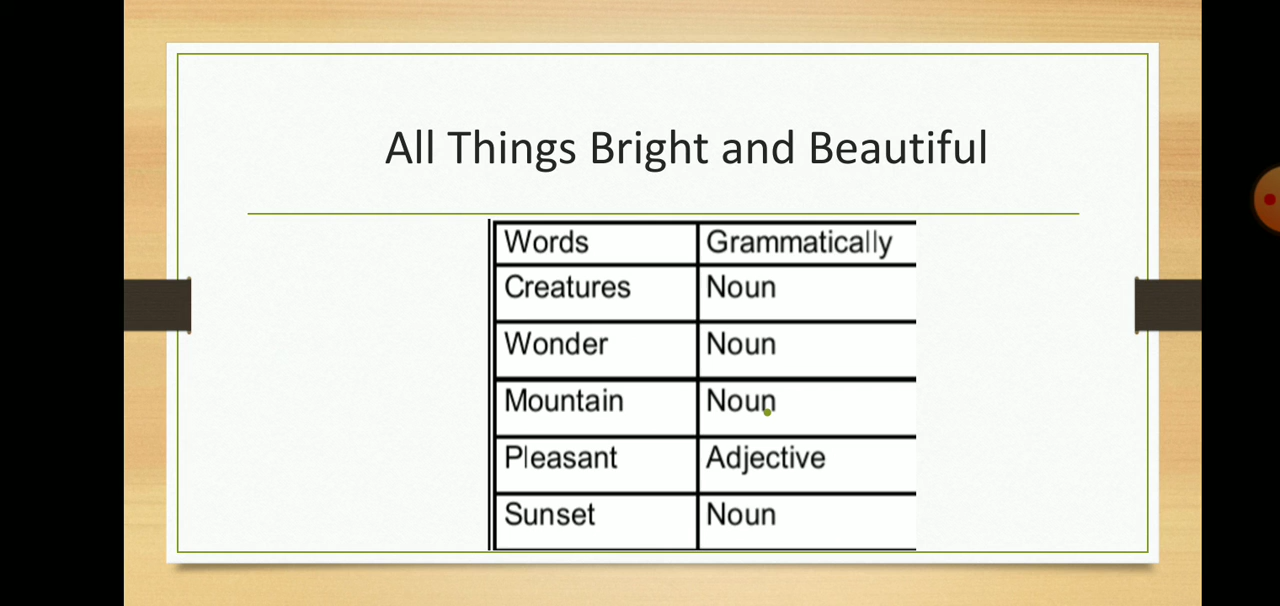 All Things Bright and Beautiful
Words Grammatically
Creatures Noun
Wonder Noun
Mountain Noun
Pleasant Adjective
Sunset Noun